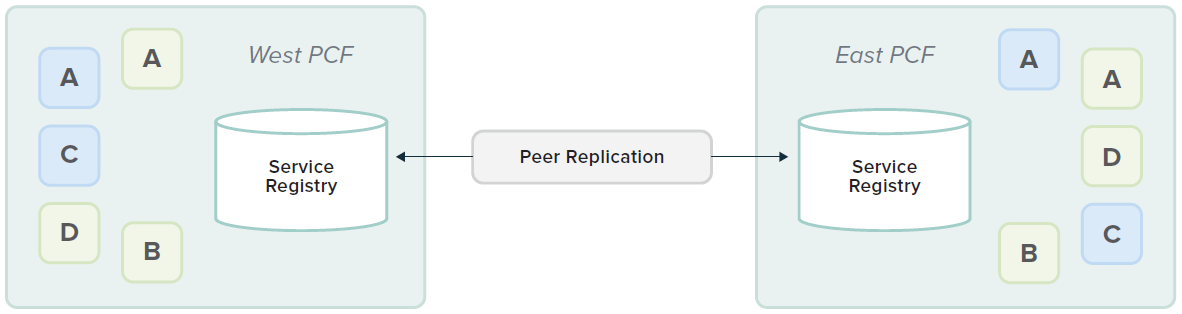 West PCF
A
A
C
D
B
Service
Registry
Peer Replication
East PCF
Service
Registry
A
A
D
C
B